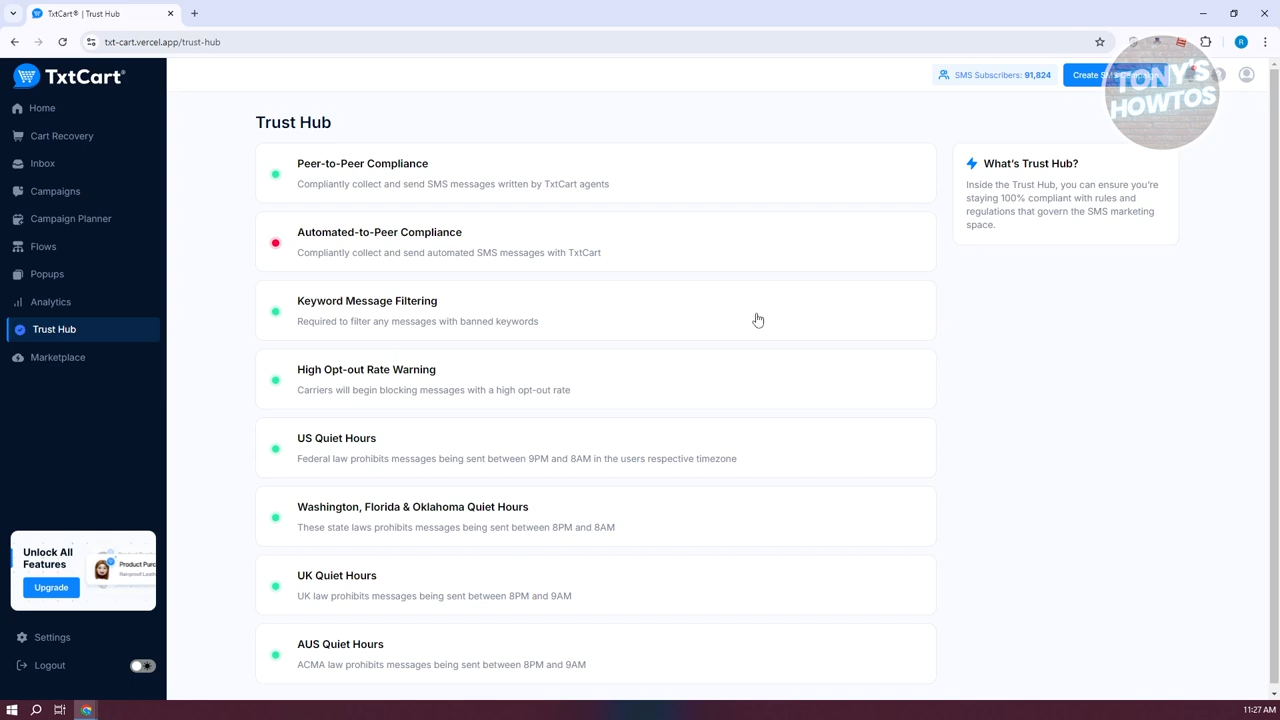 TxtCart® | Trust Hub
txt-cart.vercel.app/trust-hub
R
TxtCart®
SMS Subscribers: 91,824
Create SMS
TONY'S
HOWTOS
Home
Cart Recovery
Inbox
Campaigns
Campaign Planner
Flows
Popups
Analytics
Trust Hub
Marketplace
Unlock All
Features
Upgrade
Product
Settings
Logout
Trust Hub
Peer-to-Peer Compliance
Compliantly collect and send SMS messages written by TxtCart agents
Automated-to-Peer Compliance
Compliantly collect and send automated SMS messages with TxtCart
Keyword Message Filtering
Required to filter any messages with banned keywords
High Opt-out Rate Warning
Carriers will begin blocking messages with a high opt-out rate
US Quiet Hours
Federal law prohibits messages being sent between 9PM and 8AM in the users respective timezone
Washington, Florida & Oklahoma Quiet Hours
These state laws prohibits messages being sent between 8PM and 8AM
UK Quiet Hours
UK law prohibits messages being sent between 8PM and 9AM
AUS Quiet Hours
ACMA law prohibits messages being sent between 8PM and 9AM
What's Trust Hub?
Inside the Trust Hub, you can ensure you're
staying 100% compliant with rules and
regulations that govern the SMS marketing
space.
11:27 AM